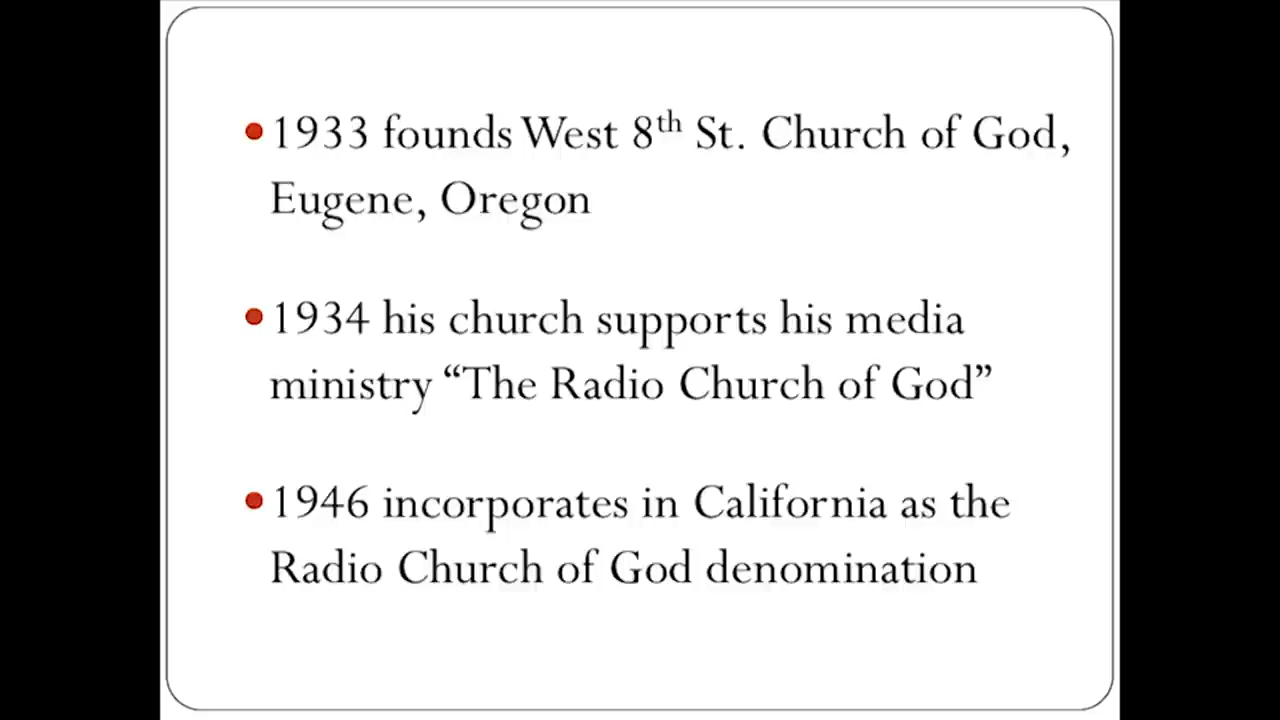 •1933 founds West 8th St. Church of God,
Eugene, Oregon
•1934 his church supports his media
ministry “The Radio Church of God”
•1946 incorporates in California as the
Radio Church of God denomination